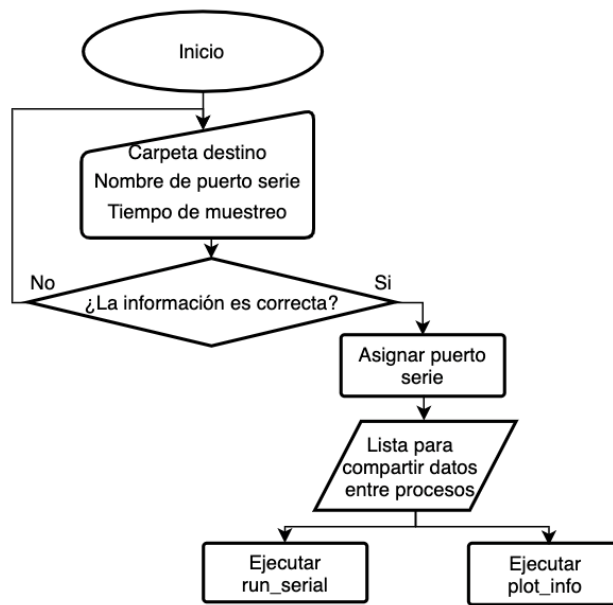 Inicio
Carpeta destino
Nombre de puerto serie
Tiempo de muestreo
No
Si
¿La información es correcta?
Asignar puerto
serie
Lista para
compartir datos
entre procesos
Ejecutar
run_serial
Ejecutar
plot_info